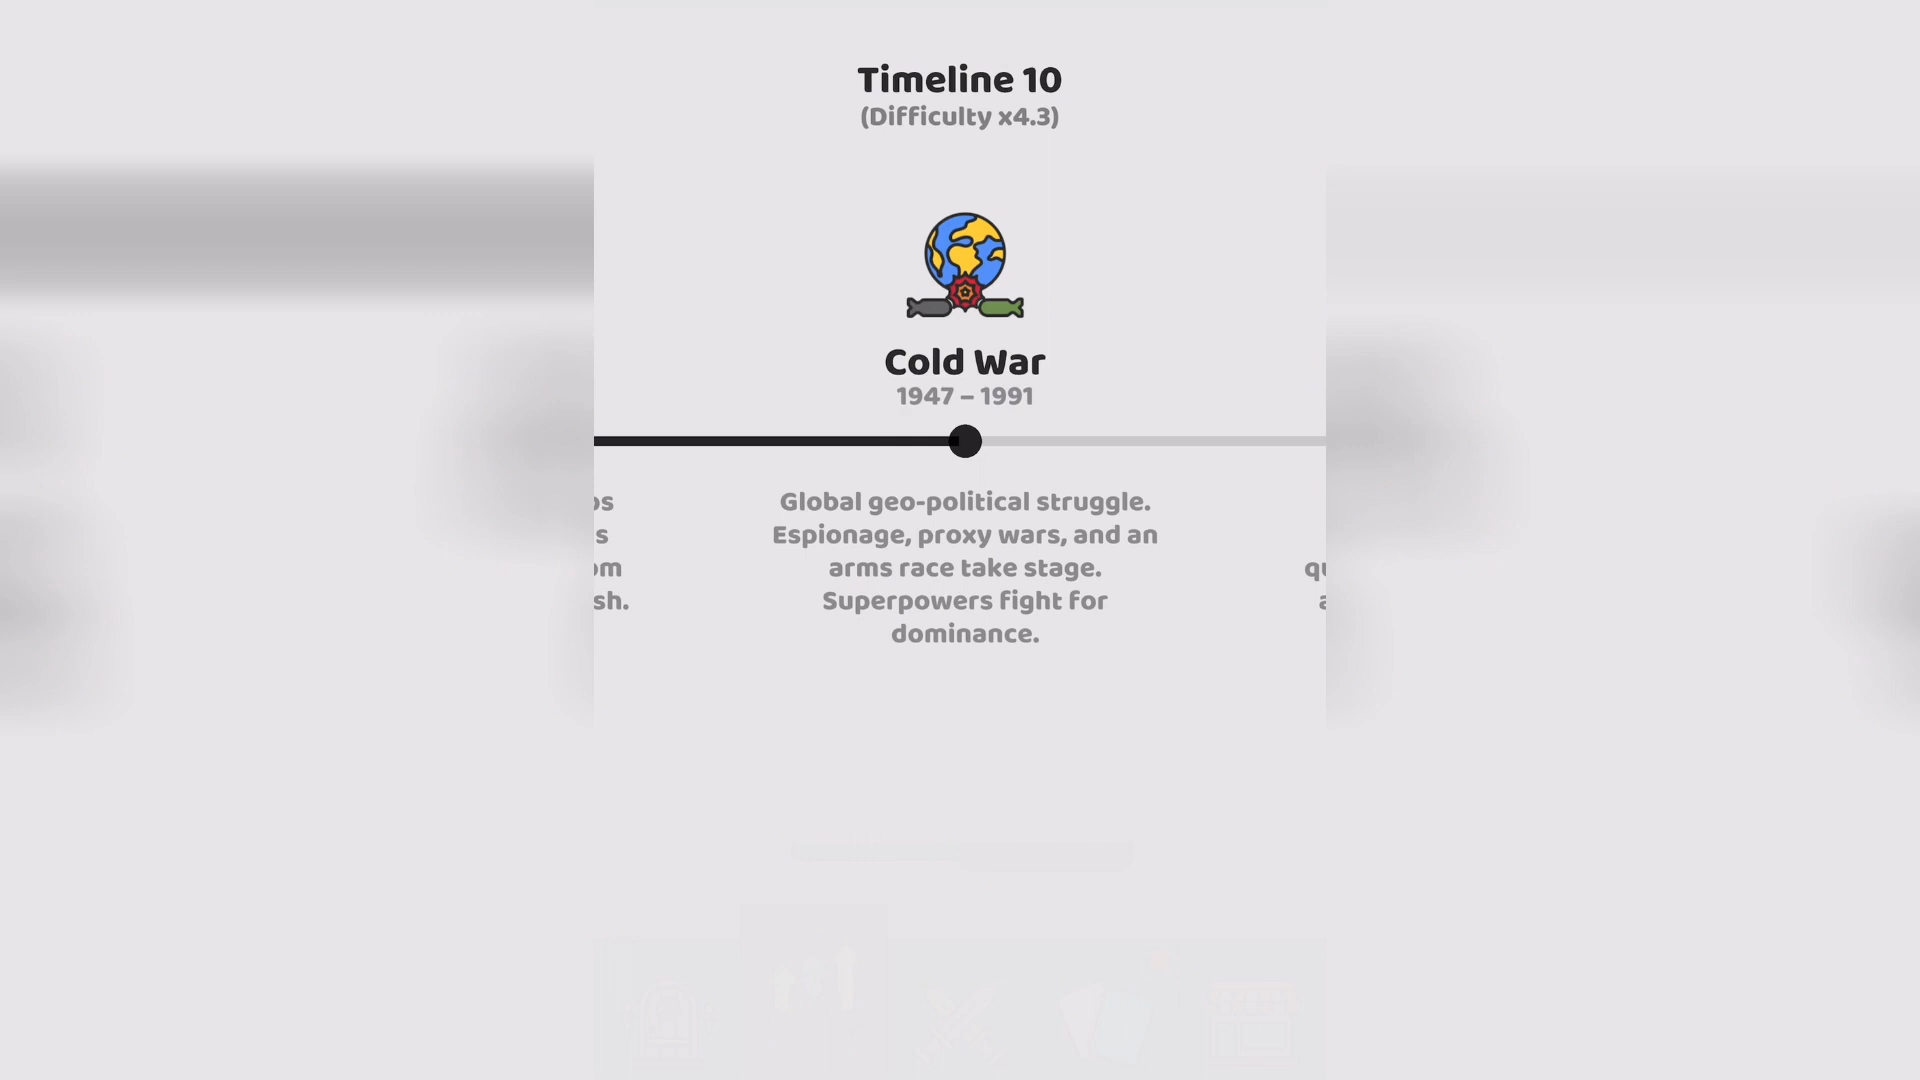 Timeline 10
(Difficulty x4.3)
Cold War
1947 – 1991
Global geo-political struggle.
Espionage, proxy wars, and an
arms race take stage.
Superpowers fight for
dominance.